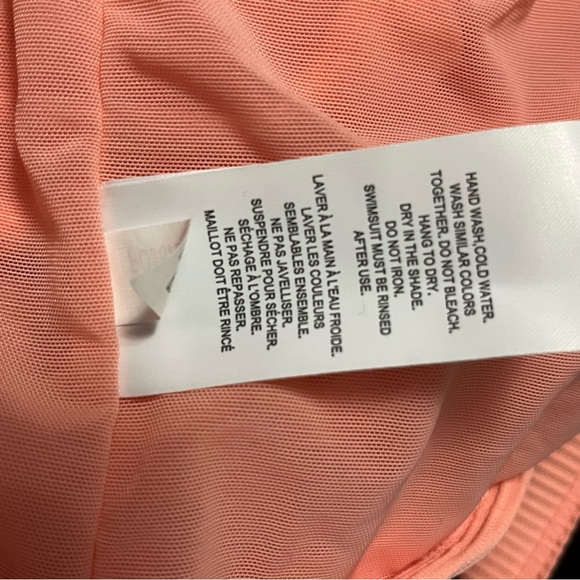 HAND WASH,COLD WATER.
WASH SIMILAR COLORS
TOGETHER. DO NOT BLEACH.
HANG TO DRY.
DRY IN THE SHADE.
DO NOT IRON.
SWIMSUIT MUST BE RINSED
AFTER USE.
LAVER À LA MAIN À L'EAU FROIDE.
LAVER LES COULEURS
SEMBLABLES ENSEMBLE.
NE PAS JAVELLISER.
SUSPENDRE POUR SÉCHER.
SÉCHAGE À L'OMBRE.
NE PAS REPASSER.
MAILLOT DOIT ÊTRE RINCÉ